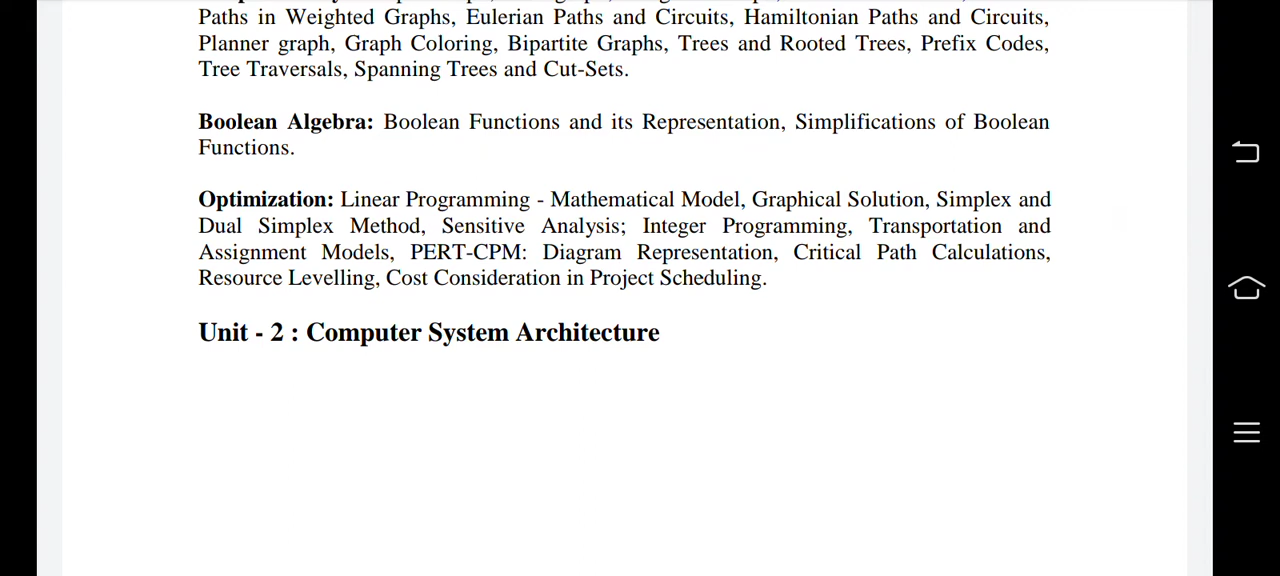 Paths in Weighted Graphs, Eulerian Paths and Circuits, Hamiltonian Paths and Circuits,
Planner graph, Graph Coloring, Bipartite Graphs, Trees and Rooted Trees, Prefix Codes,
Tree Traversals, Spanning Trees and Cut-Sets.
Boolean Algebra: Boolean Functions and its Representation, Simplifications of Boolean
Functions.
Optimization: Linear Programming - Mathematical Model, Graphical Solution, Simplex and
Dual Simplex Method, Sensitive Analysis; Integer Programming, Transportation and
Assignment Models, PERT-CPM: Diagram Representation, Critical Path Calculations,
Resource Levelling, Cost Consideration in Project Scheduling.
Unit - 2 : Computer System Architecture